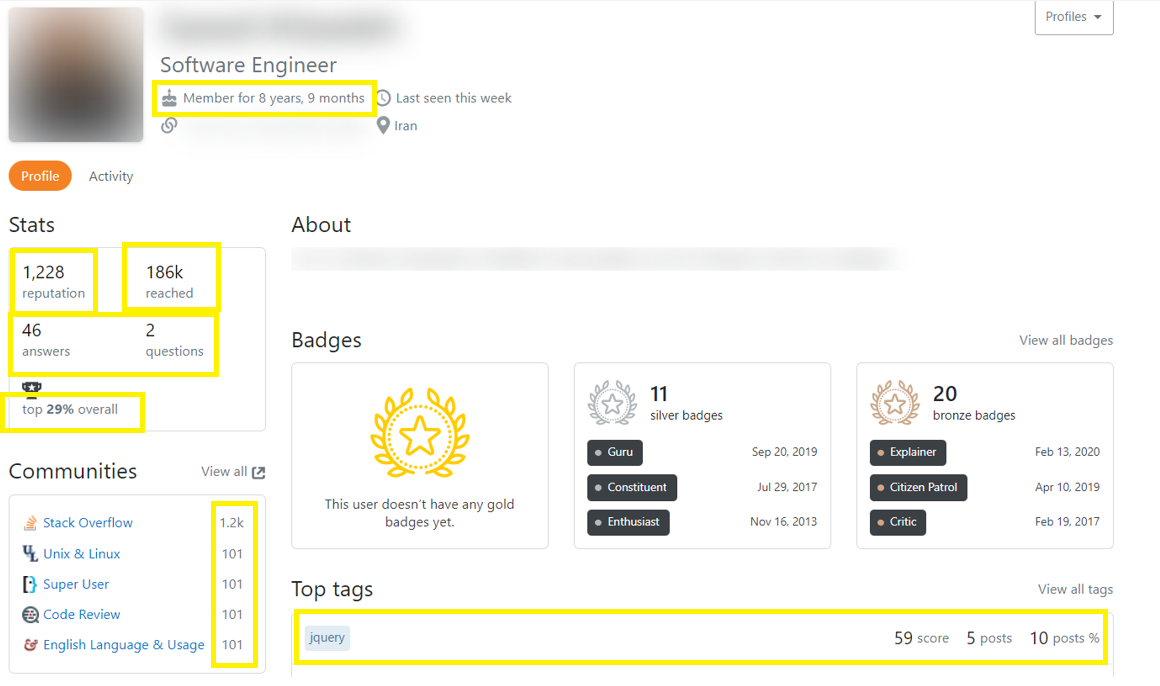 Profiles
Software Engineer
Member for 8 years, 9 months Last seen this week
Iran
Profile Activity
Stats
1,228 186k
reputation reached
46 2
answers questions
top 29% overall
Communities View all
Stack Overflow 1.2k
Unix & Linux 101
Super User 101
Code Review 101
English Language & Usage 101
About
Badges View all badges
This user doesn't have any gold
badges yet.
11
silver badges
Guru Sep 20, 2019
Constituent Jul 29, 2017
Enthusiast Nov 16, 2013
20
bronze badges
Explainer Feb 13, 2020
Citizen Patrol Apr 10, 2019
Critic Feb 19, 2017
Top tags View all tags
jquery 59 score 5 posts 10 posts %